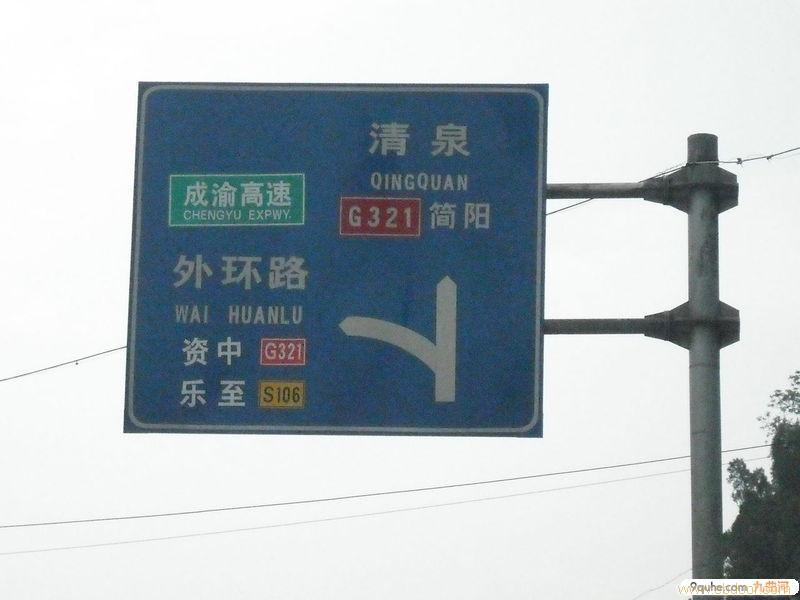 清泉
QINGQUAN
G321 简阳
成渝高速
CHENGYU EXPWY.
外环路
WAI HUANLU
资中 G321
乐至 S106
9quhe.com 九曲河